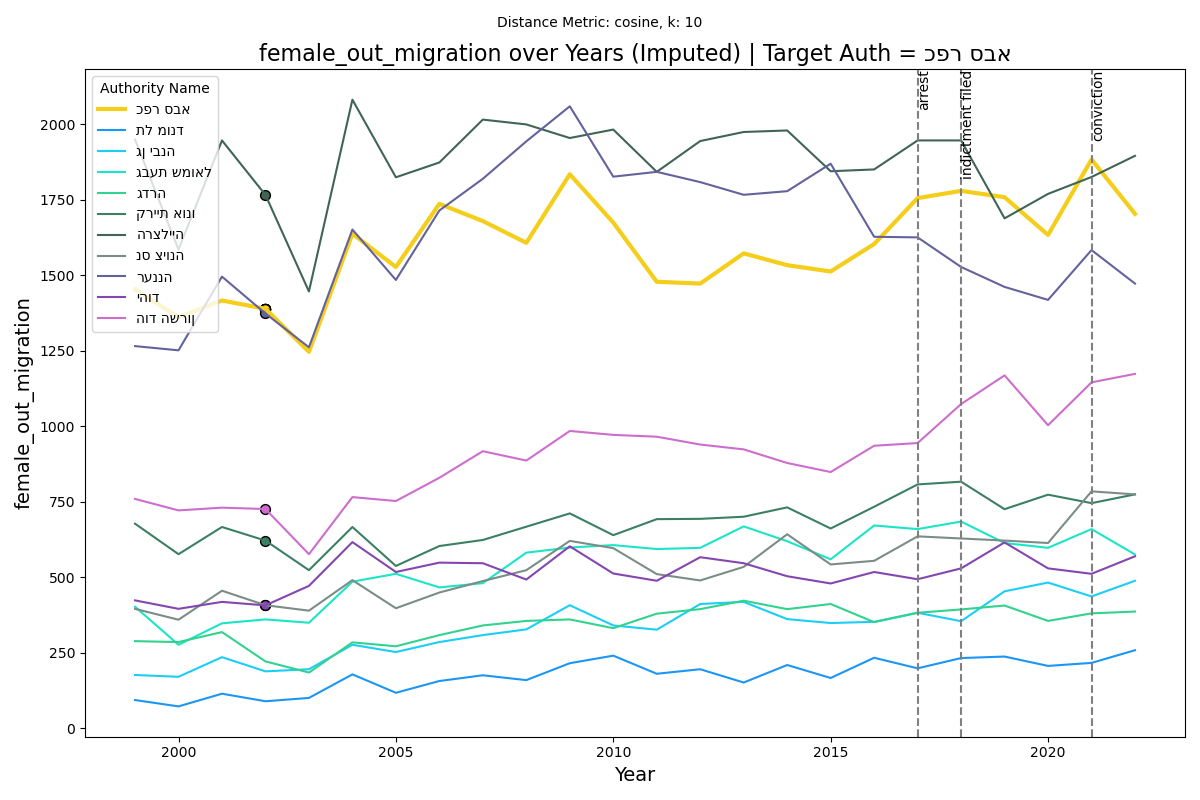 Distance Metric: cosine, k: 10
female_out_migration over Years (Imputed) | Target Auth = כפר סבא
Authority Name
כפר סבא
תל מונד
גן יבנה
גבעת שמואל
גדרה
קריית אונו
הרצלייה
נס ציונה
רעננה
יהוד
הוד השרון
arrest
indictment filed
conviction
female_out_migration
2000
1750
1500
1250
1000
750
500
250
0
2000
2005
2010
2015
2020
Year